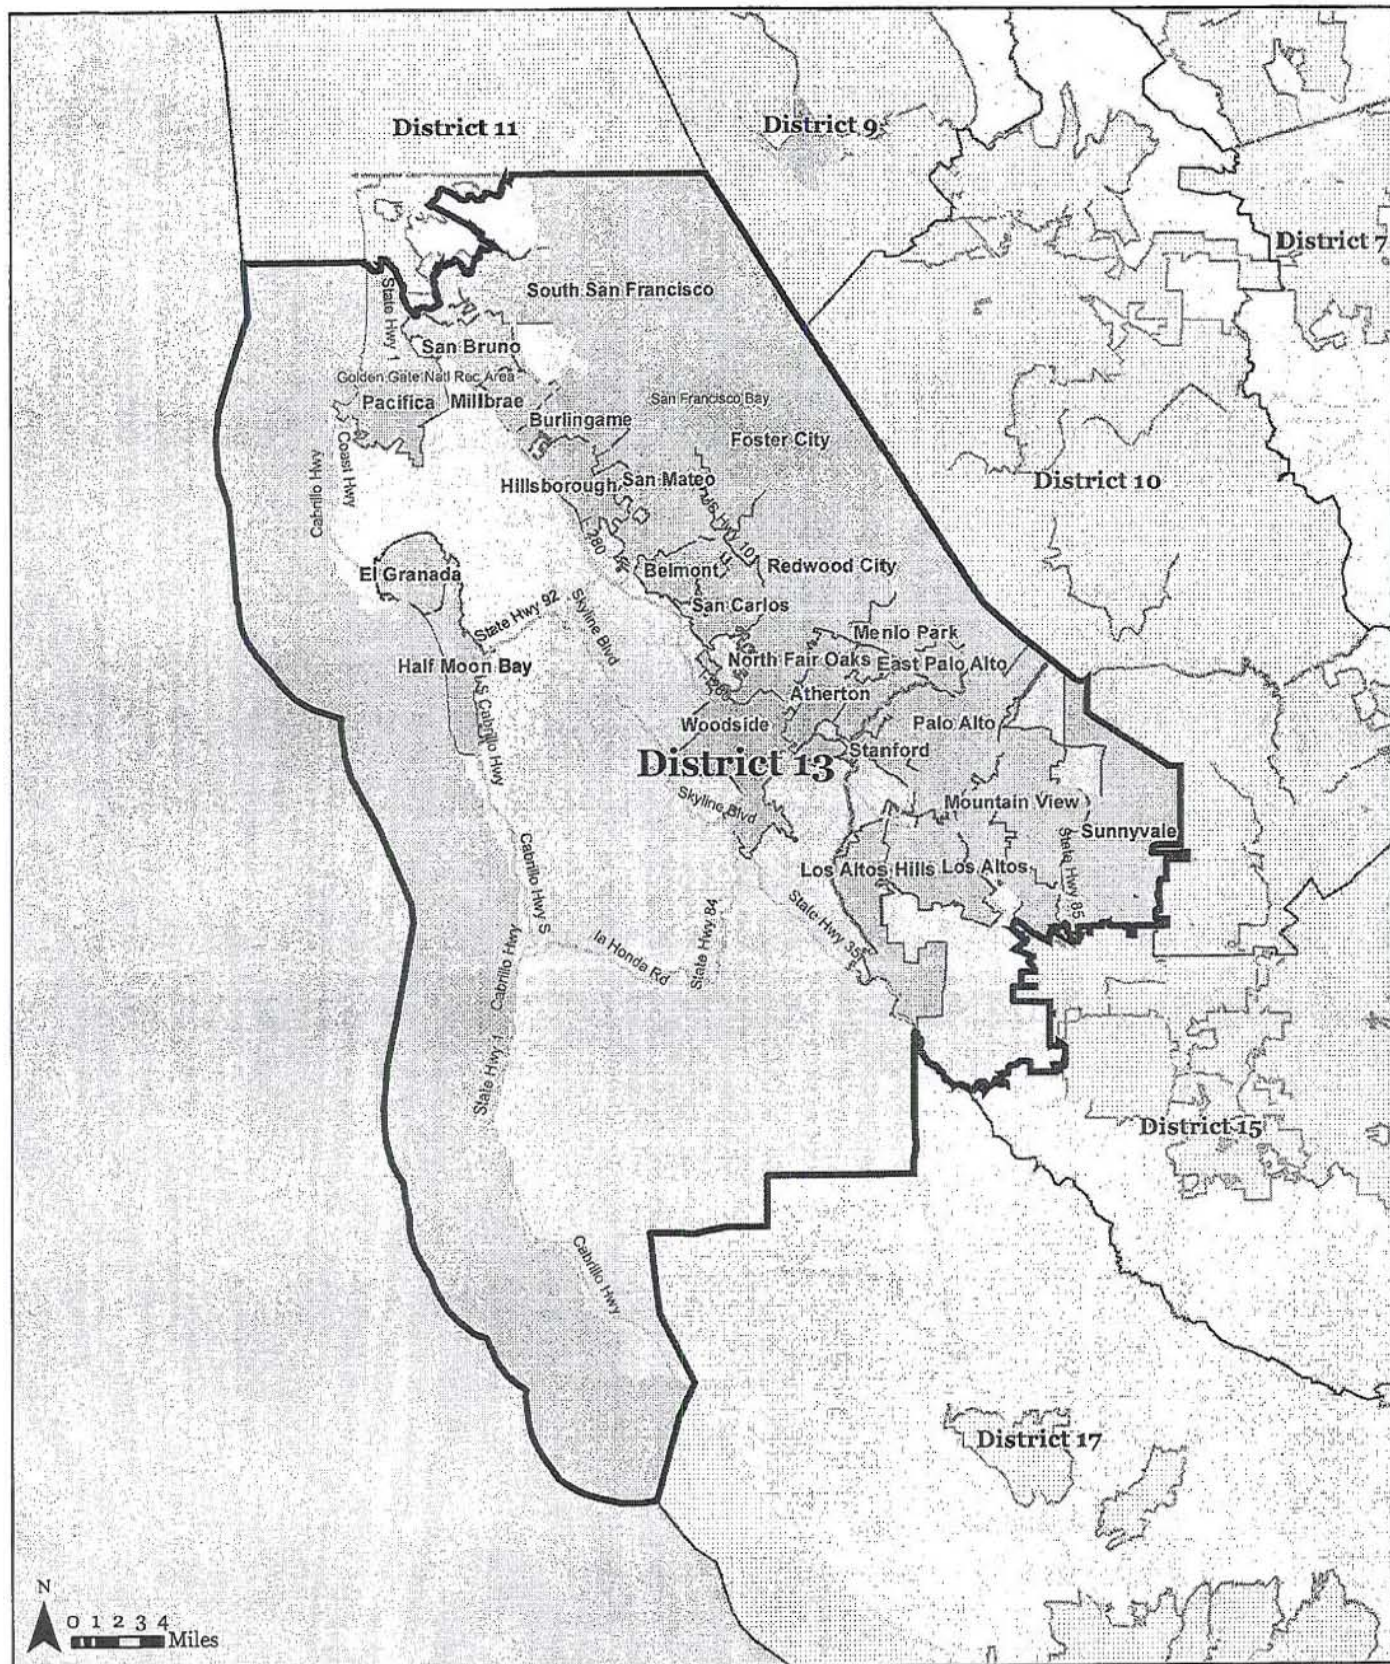 District 11
District 9
District 7
South San Francisco
State Hwy 1
San Bruno
Golden Gate Natl Rec Area
Pacifica
Millbrae
San Francisco Bay
Burlingame
Foster City
Coast Hwy
Cabrillo Hwy
Hillsborough
San Mateo
District 10
US Hwy 101
I-280
El Granada
Belmont
Redwood City
State Hwy 92
San Carlos
Skyline Blvd
Menlo Park
Half Moon Bay
North Fair Oaks
East Palo Alto
I-280
Atherton
S Cabrillo Hwy
Woodside
Palo Alto
Stanford
District 13
Skyline Blvd
Mountain View
Sunnyvale
Los Altos Hills
Los Altos
State Hwy 85
Cabrillo Hwy S
State Hwy 84
State Hwy 35
la Honda Rd
Cabrillo Hwy
State Hwy 1
District 15
Cabrillo Hwy
District 17
N
0 1 2 3 4
Miles